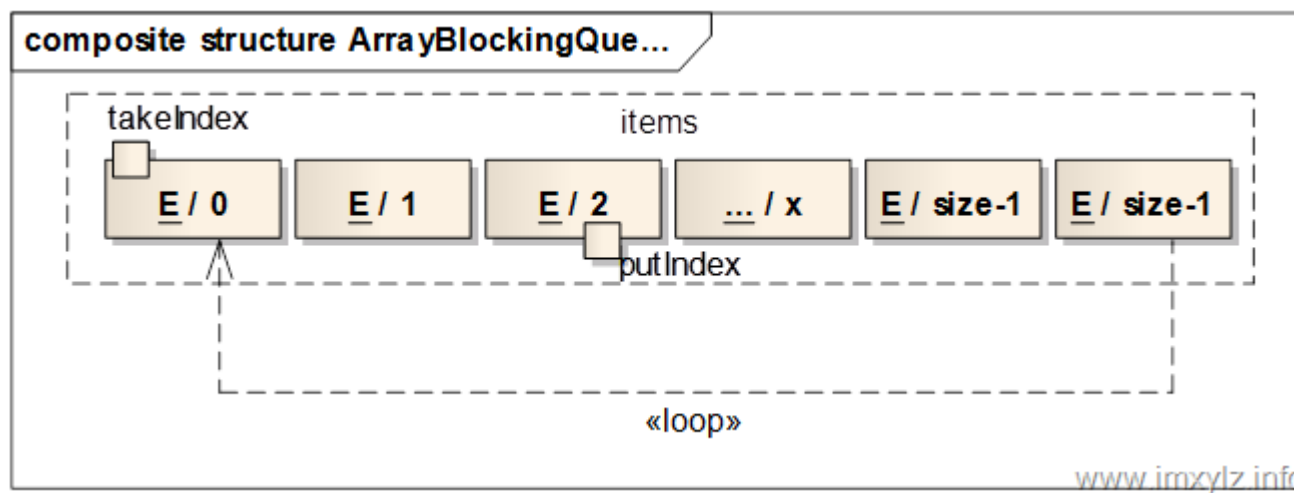 composite structure ArrayBlockingQue...
takeIndex
items
E / 0 E / 1 E / 2 ... / x E / size-1 E / size-1
putIndex
«loop»
www.imxylz.info